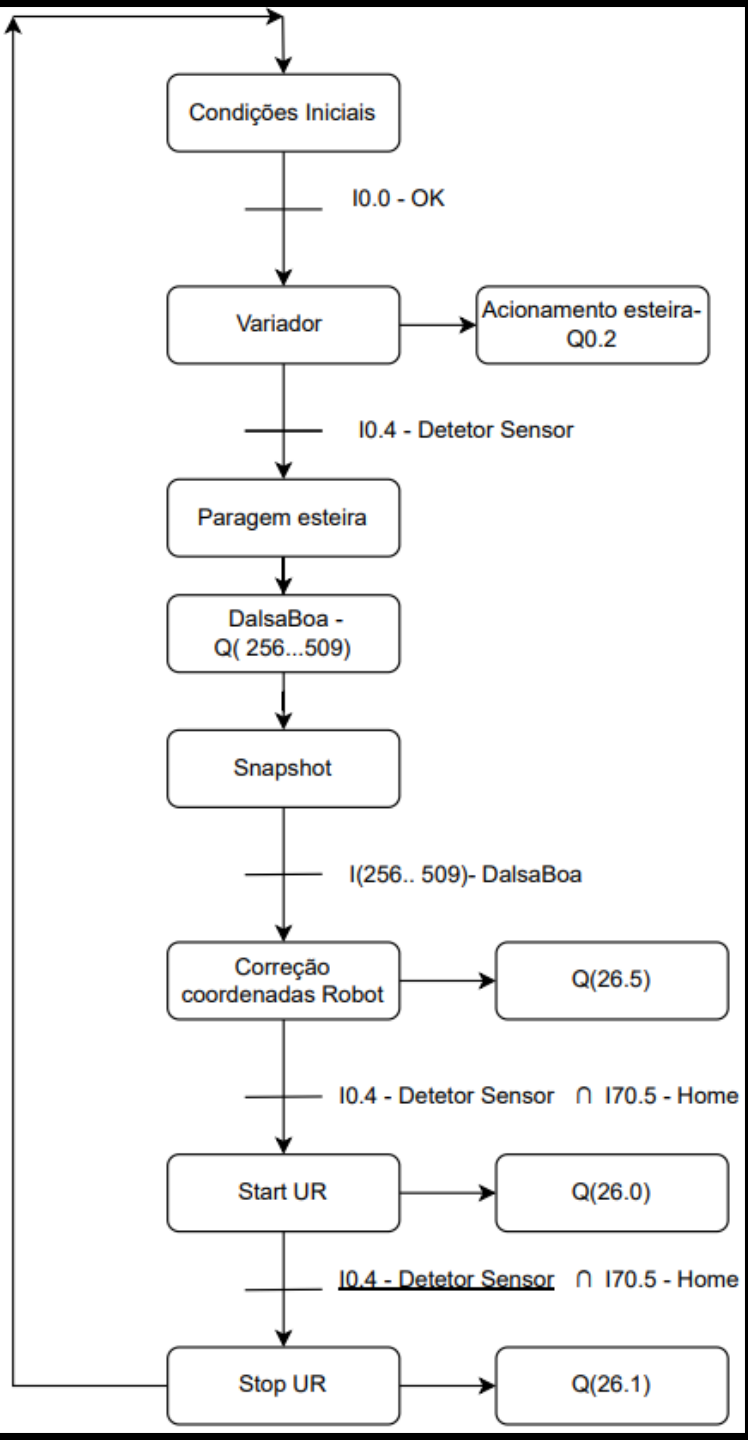 Condições Iniciais
I0.0 - OK
Variador
Acionamento esteira-
Q0.2
I0.4 - Detetor Sensor
Paragem esteira
DalsaBoa -
Q( 256...509)
Snapshot
I(256.. 509)- DalsaBoa
Correção
coordenadas Robot
Q(26.5)
I0.4 - Detetor Sensor ∩ I70.5 - Home
Start UR
Q(26.0)
I0.4 - Detetor Sensor ∩ I70.5 - Home
Stop UR
Q(26.1)